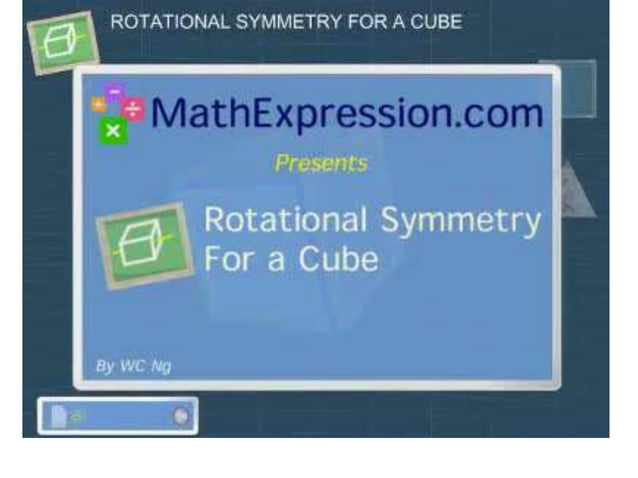 ROTATIONAL SYMMETRY FOR A CUBE
MathExpression.com
Presents
Rotational Symmetry
For a Cube
By WC Ng